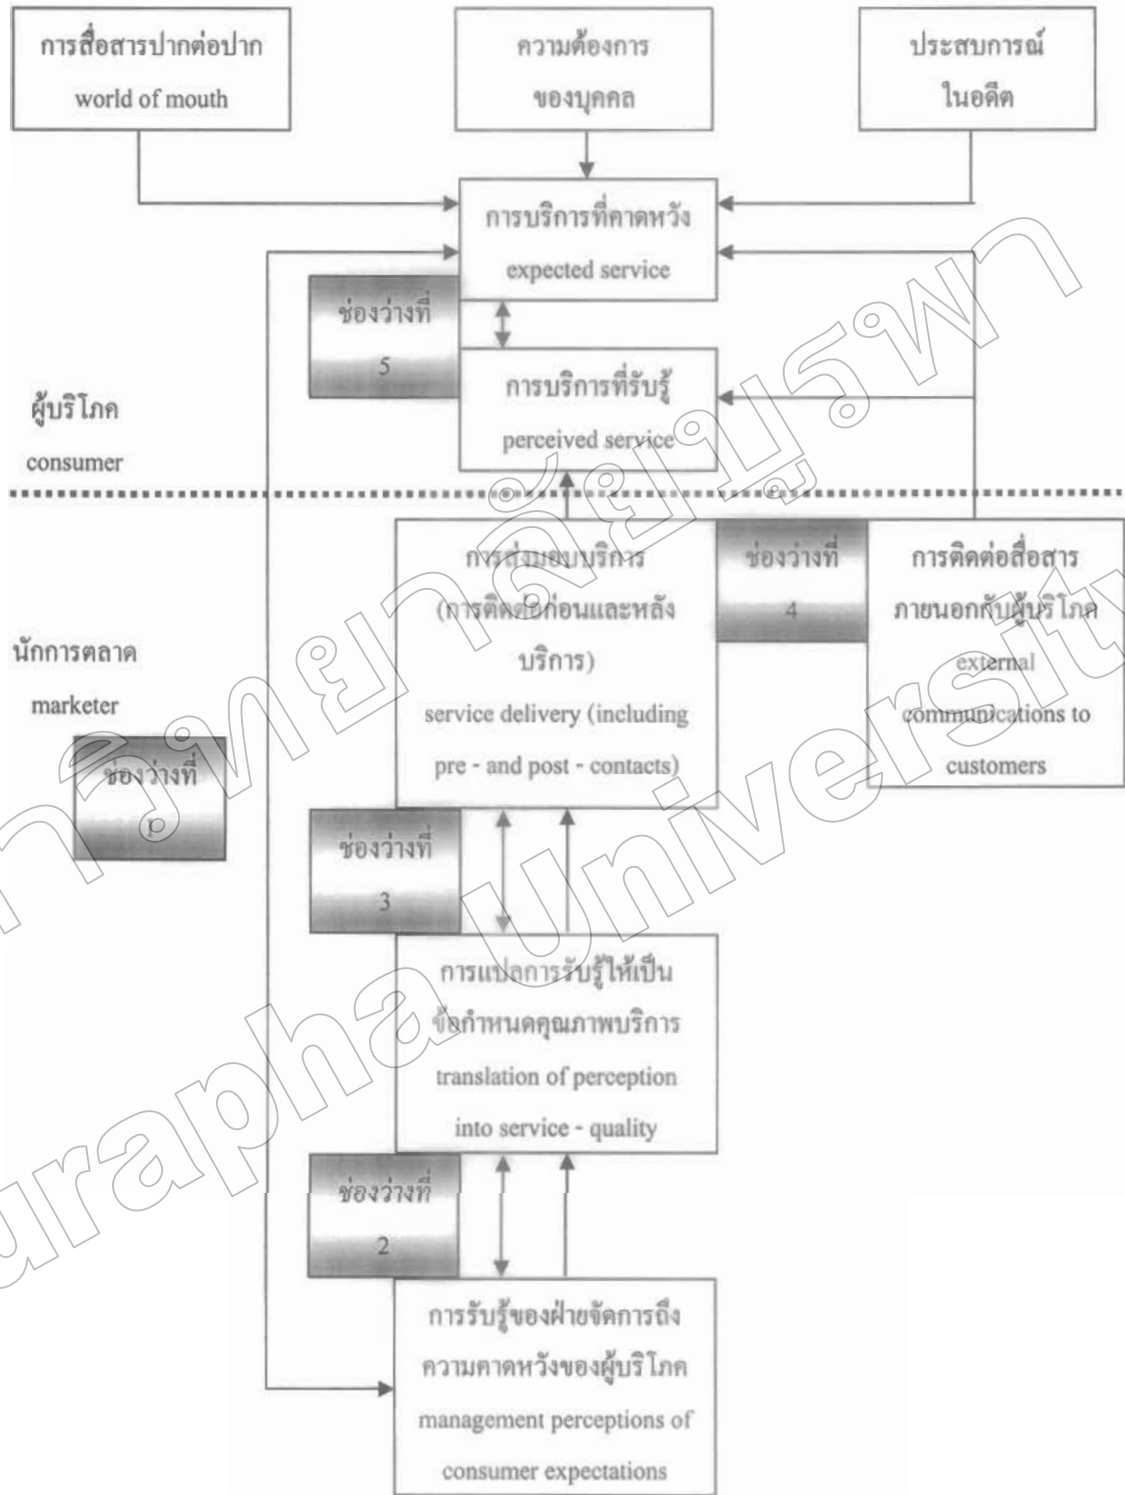 การสื่อสารปากต่อปาก
world of mouth
ความต้องการ
ของบุคคล
ประสบการณ์
ในอดีต
การบริการที่คาดหวัง
expected service
ช่องว่างที่
5
การบริการที่รับรู้
perceived service
ผู้บริโภค
consumer
การส่งมอบบริการ
(การติดต่อก่อนและหลัง
บริการ)
service delivery (including
pre - and post - contacts)
ช่องว่างที่
4
การติดต่อสื่อสาร
ภายนอกกับผู้บริโภค
external
communications to
customers
นักการตลาด
marketer
ช่องว่างที่
1
ช่องว่างที่
3
การแปลการรับรู้ให้เป็น
ข้อกำหนดคุณภาพบริการ
translation of perception
into service - quality
ช่องว่างที่
2
การรับรู้ของฝ่ายจัดการถึง
ความคาดหวังของผู้บริโภค
management perceptions of
consumer expectations
าวิทยาลัยบูรพา
urapha University